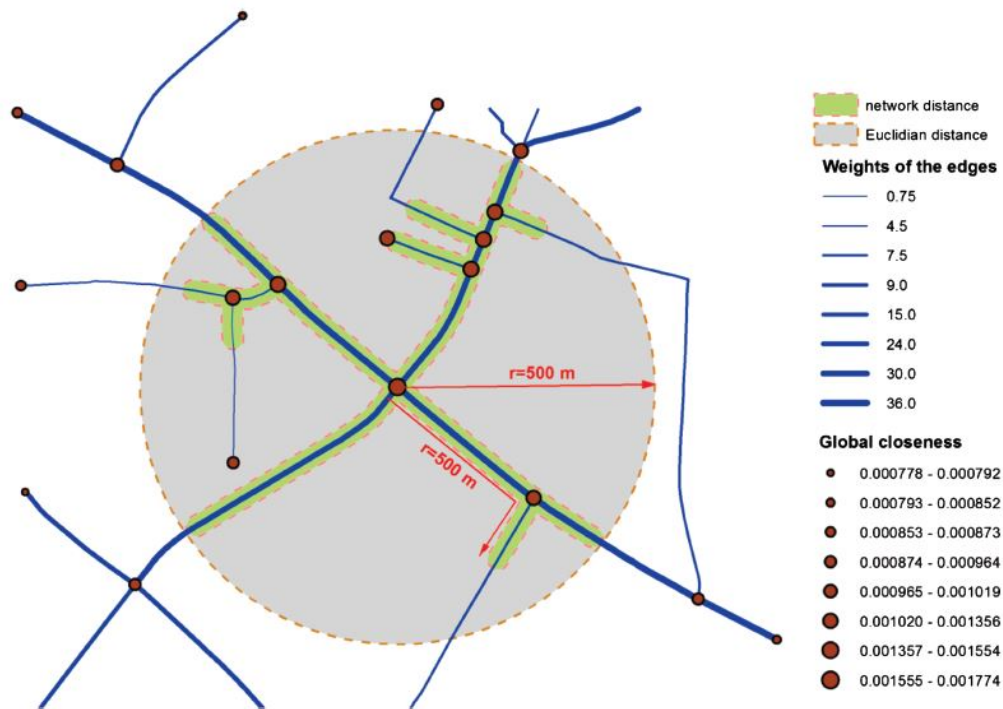 network distance
Euclidian distance
Weights of the edges
0.75
4.5
7.5
9.0
15.0
24.0
30.0
36.0
Global closeness
0.000778 - 0.000792
0.000793 - 0.000852
0.000853 - 0.000873
0.000874 - 0.000964
0.000965 - 0.001019
0.001020 - 0.001356
0.001357 - 0.001554
0.001555 - 0.001774
r=500 m
r=500 m